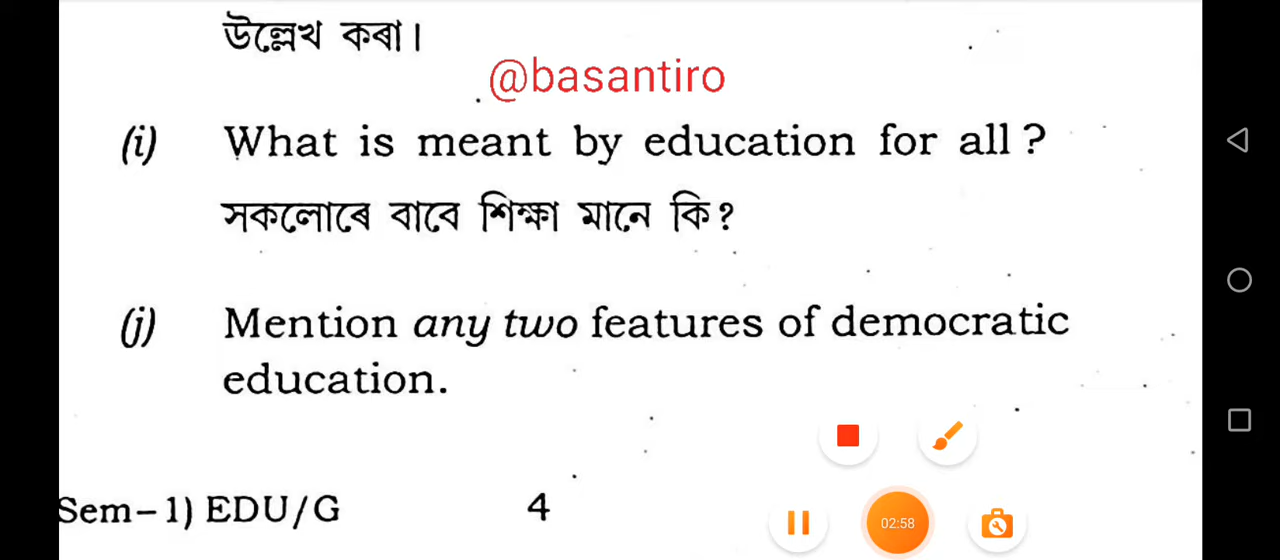 উল্লেখ কৰা।
@basantiro
(i) What is meant by education for all ?
সকলোৰে বাবে শিক্ষা মানে কি?
(j) Mention any two features of democratic
education.
Sem–1) EDU/G 4
02:58